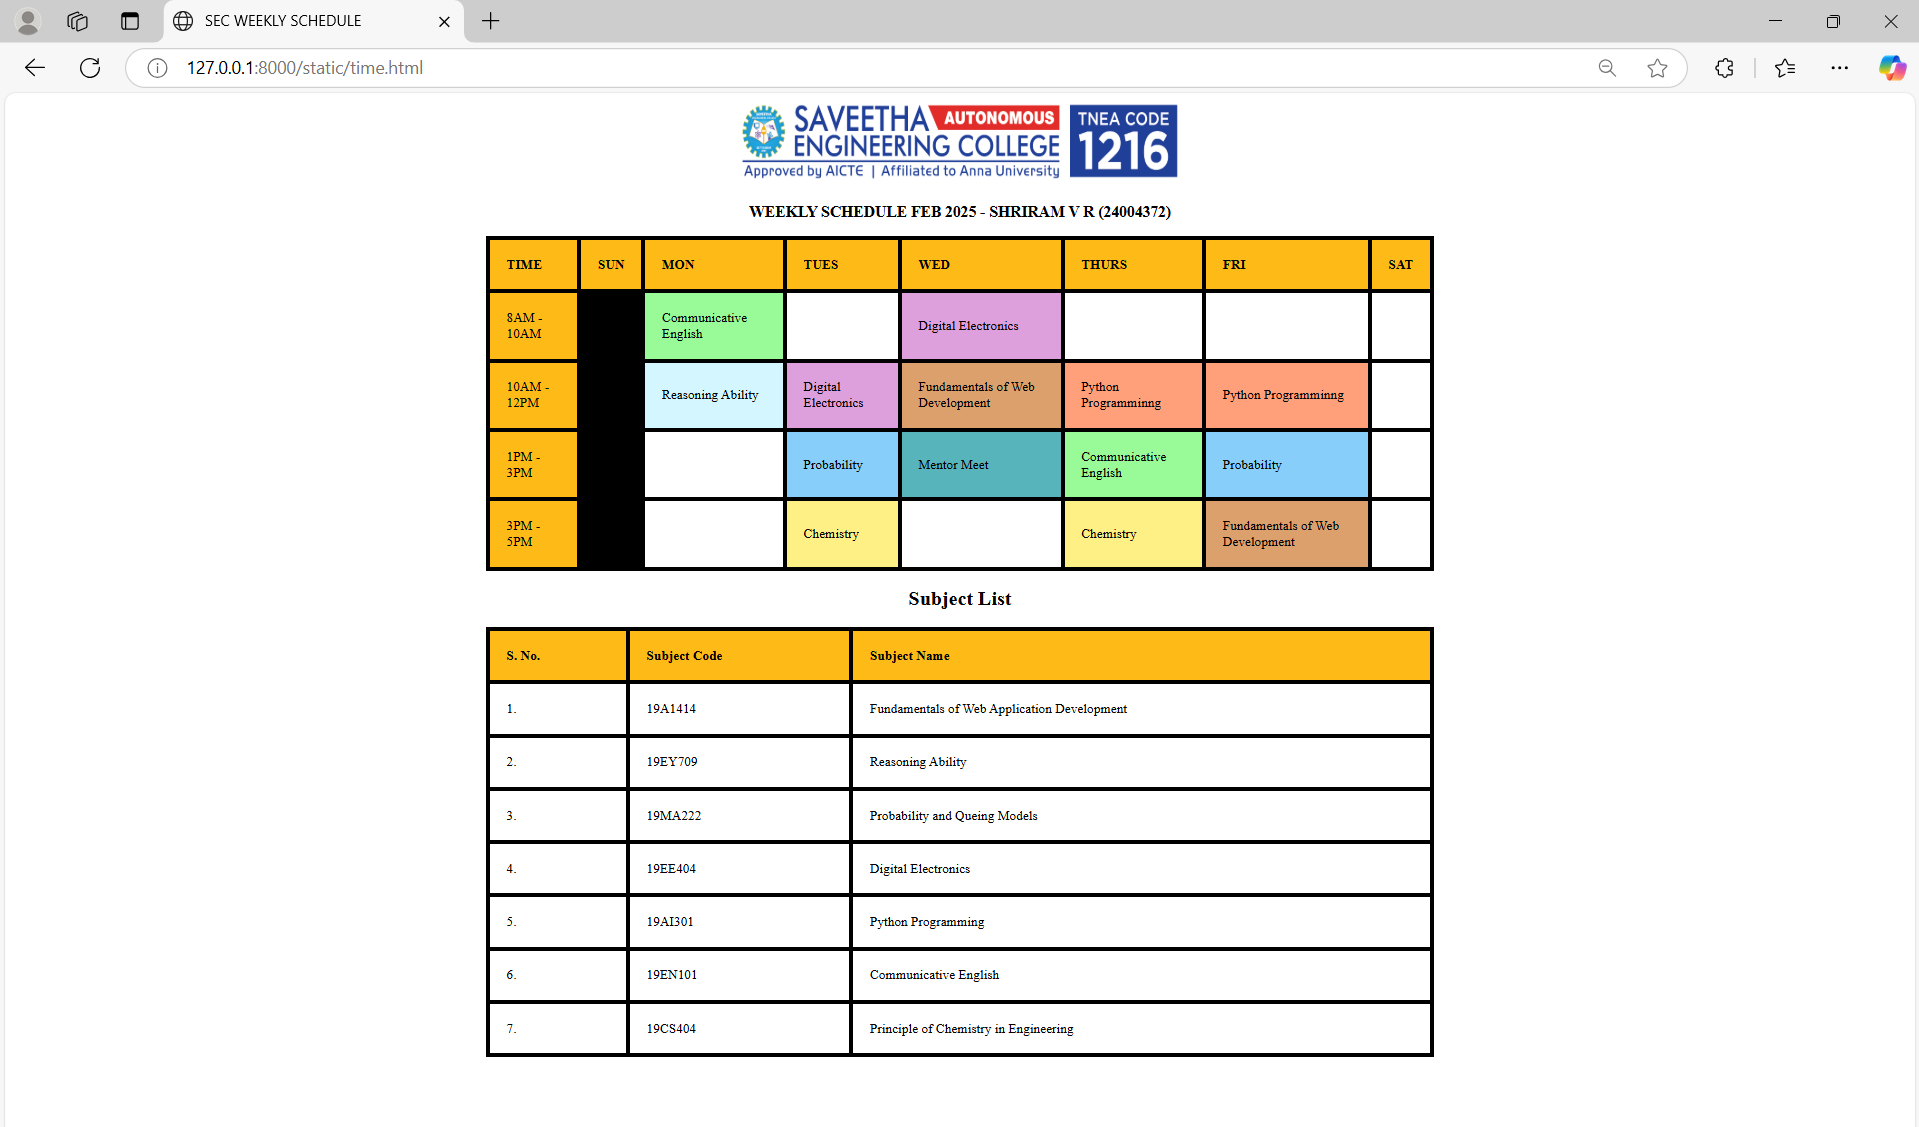 SEC WEEKLY SCHEDULE
127.0.0.1:8000/static/time.html
SAVEETHA AUTONOMOUS
ENGINEERING COLLEGE
Approved by AICTE | Affiliated to Anna University
TNEA CODE
1216
WEEKLY SCHEDULE FEB 2025 - SHRIRAM V R (24004372)
TIME SUN MON TUES WED THURS FRI SAT
8AM - 10AM Communicative English Digital Electronics
10AM - 12PM Reasoning Ability Digital Electronics Fundamentals of Web Development Python Programminng Python Programminng
1PM - 3PM Probability Mentor Meet Communicative English Probability
3PM - 5PM Chemistry Chemistry Fundamentals of Web Development
Subject List
S. No. Subject Code Subject Name
1. 19A1414 Fundamentals of Web Application Development
2. 19EY709 Reasoning Ability
3. 19MA222 Probability and Queing Models
4. 19EE404 Digital Electronics
5. 19AI301 Python Programming
6. 19EN101 Communicative English
7. 19CS404 Principle of Chemistry in Engineering